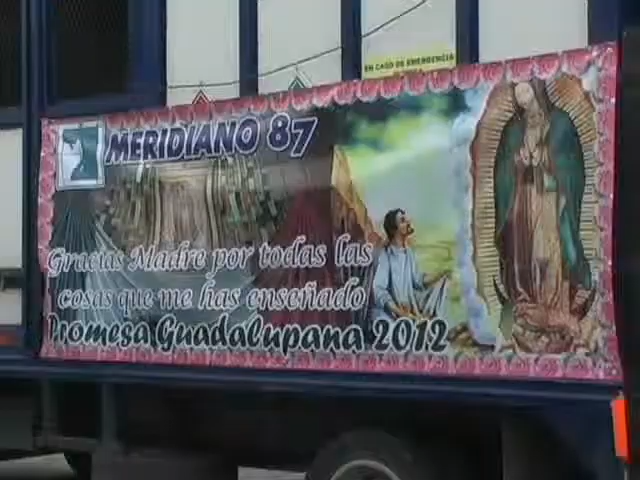 EN CASO DE EMERGENCIA
MERIDIANO 87
Gracias Madre por todas las
cosas que me has enseñado
Promesa Guadalupana 2012